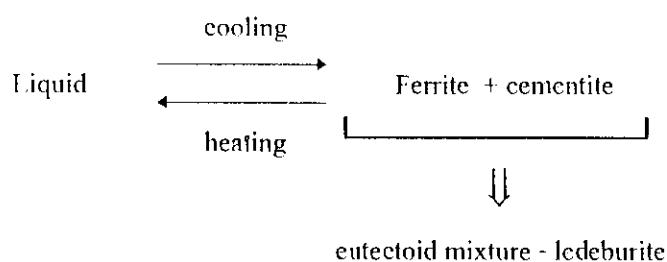 cooling
Liquid
Ferrite + cementite
heating
eutectoid mixture - ledeburite